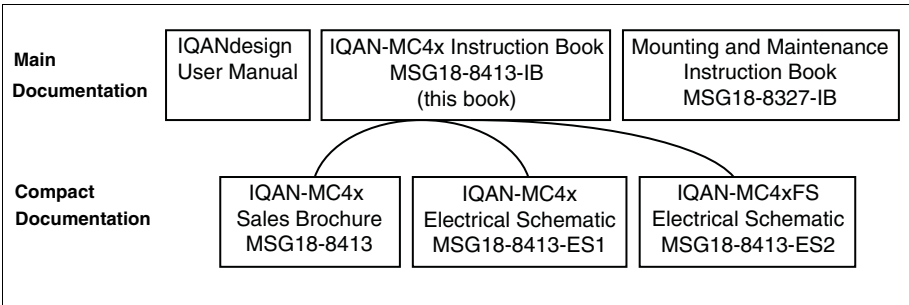 Main
Documentation
IQANdesign
User Manual
IQAN-MC4x Instruction Book
MSG18-8413-IB
(this book)
Mounting and Maintenance
Instruction Book
MSG18-8327-IB
Compact
Documentation
IQAN-MC4x
Sales Brochure
MSG18-8413
IQAN-MC4x
Electrical Schematic
MSG18-8413-ES1
IQAN-MC4xFS
Electrical Schematic
MSG18-8413-ES2